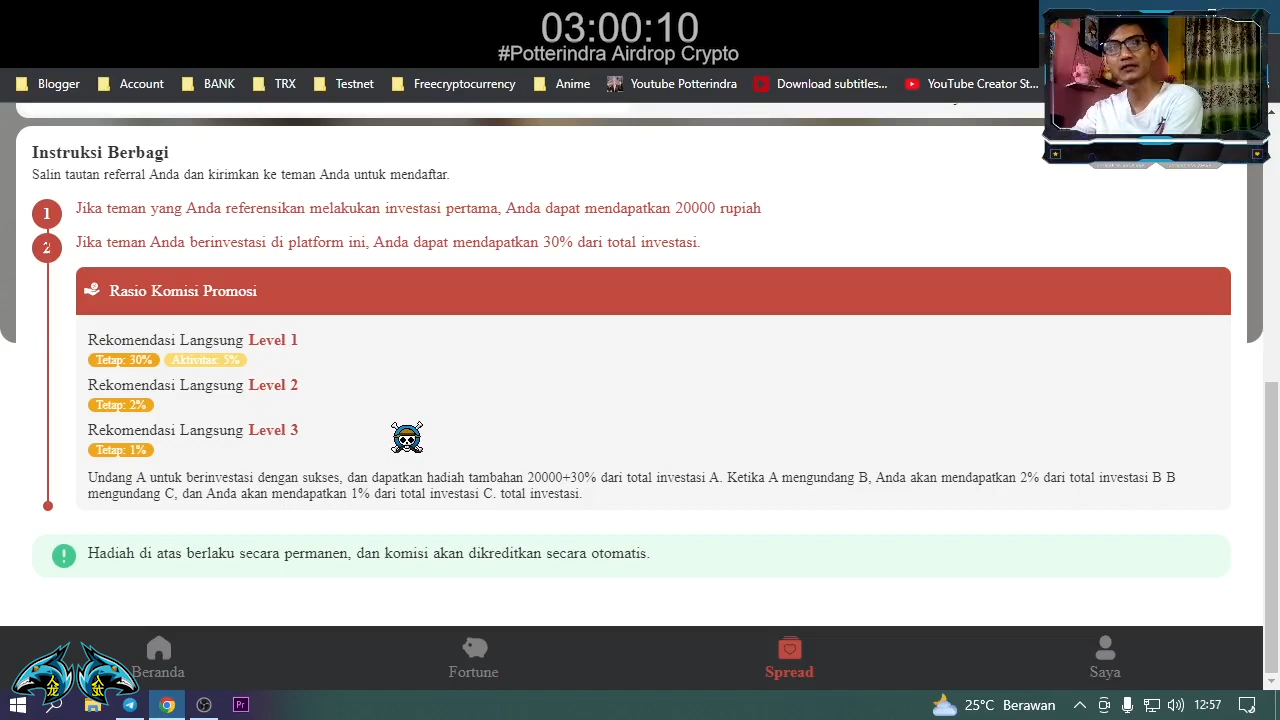 03:00:10
#Potterindra Airdrop Crypto
Blogger Account BANK TRX Testnet Freecryptocurrency Anime Youtube Potterindra Download subtitles... YouTube Creator St...
Instruksi Berbagi
Salin tautan referral Anda dan kirimkan ke teman Anda untuk mendaftar.
1 Jika teman yang Anda referensikan melakukan investasi pertama, Anda dapat mendapatkan 20000 rupiah
2 Jika teman Anda berinvestasi di platform ini, Anda dapat mendapatkan 30% dari total investasi.
Rasio Komisi Promosi
Rekomendasi Langsung Level 1
Tetap: 30% Aktivitas: 5%
Rekomendasi Langsung Level 2
Tetap: 2%
Rekomendasi Langsung Level 3
Tetap: 1%
Undang A untuk berinvestasi dengan sukses, dan dapatkan hadiah tambahan 20000+30% dari total investasi A. Ketika A mengundang B, Anda akan mendapatkan 2% dari total investasi B B
mengundang C, dan Anda akan mendapatkan 1% dari total investasi C. total investasi.
Hadiah di atas berlaku secara permanen, dan komisi akan dikreditkan secara otomatis.
Beranda Fortune Spread Saya
Pr 25°C Berawan 12:57